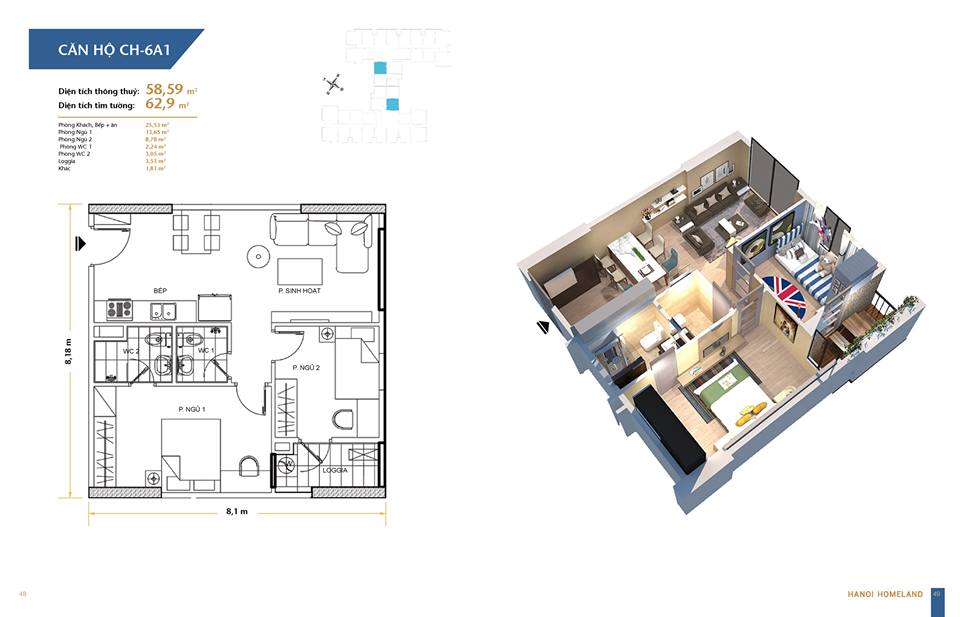 CĂN HỘ CH-6A1
Diện tích thông thuỷ: 58,59 m²
Diện tích tim tường: 62,9 m²
Phòng Khách, Bếp + ăn 25,53 m²
Phòng Ngủ 1 13,65 m²
Phòng Ngủ 2 8,78 m²
Phòng WC 1 2,24 m²
Phòng WC 2 3,05 m²
Loggia 3,53 m²
Khác 1,81 m²
BẾP
P. SINH HOẠT
WC 2
WC 1
P. NGỦ 2
P. NGỦ 1
LOGGIA
8,18 m
8,1 m
48
HANOI HOMELAND
49